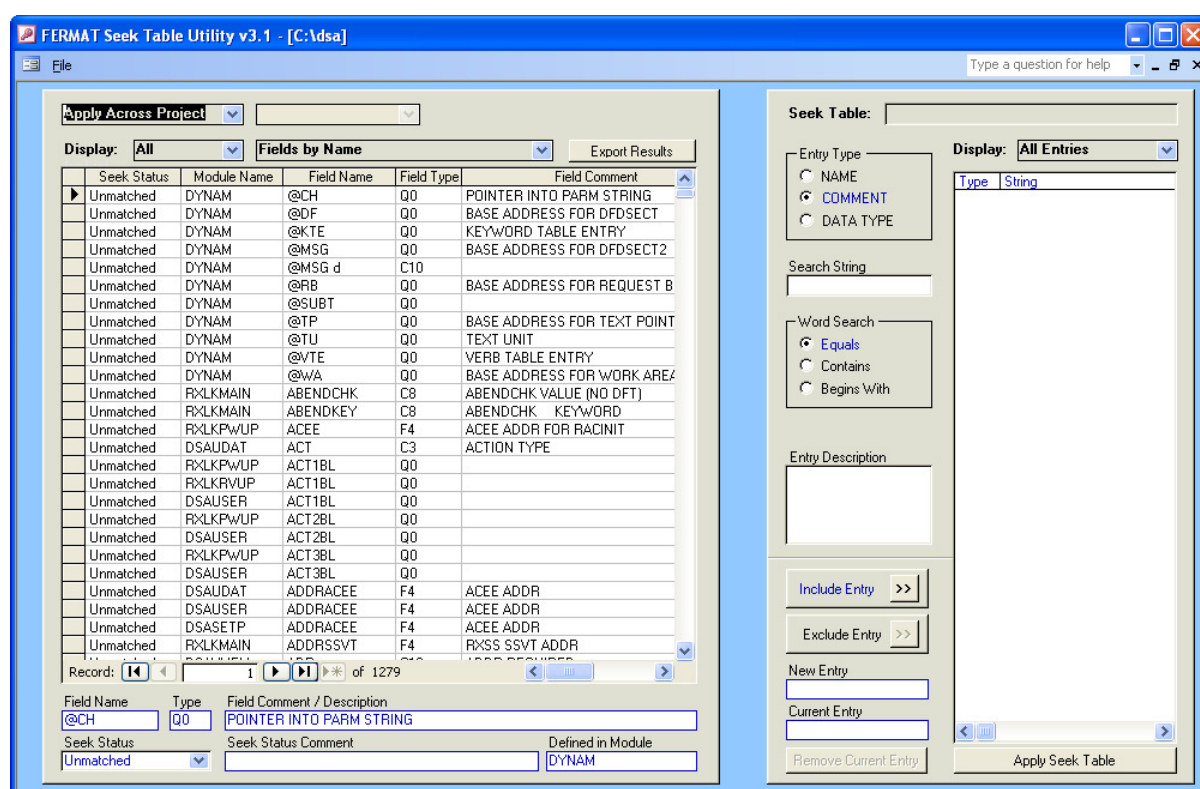 FERMAT Seek Table Utility v3.1 - [C:\dsa]
File
Type a question for help
Apply Across Project
Display: All Fields by Name Export Results
Seek Status Module Name Field Name Field Type Field Comment
Unmatched DYNAM @CH Q0 POINTER INTO PARM STRING
Unmatched DYNAM @DF Q0 BASE ADDRESS FOR DFDSECT
Unmatched DYNAM @KTE Q0 KEYWORD TABLE ENTRY
Unmatched DYNAM @MSG Q0 BASE ADDRESS FOR DFDSECT2
Unmatched DYNAM @MSG d C10
Unmatched DYNAM @RB Q0 BASE ADDRESS FOR REQUEST B
Unmatched DYNAM @SUBT Q0
Unmatched DYNAM @TP Q0 BASE ADDRESS FOR TEXT POINT
Unmatched DYNAM @TU Q0 TEXT UNIT
Unmatched DYNAM @VTE Q0 VERB TABLE ENTRY
Unmatched DYNAM @WA Q0 BASE ADDRESS FOR WORK AREA
Unmatched RXLKMAIN ABENDCHK C8 ABENDCHK VALUE (NO DFT)
Unmatched RXLKMAIN ABENDKEY C8 ABENDCHK KEYWORD
Unmatched RXLKPWUP ACEE F4 ACEE ADDR FOR RACINIT
Unmatched DSAUDAT ACT C3 ACTION TYPE
Unmatched RXLKPWUP ACT1BL Q0
Unmatched RXLKRVUP ACT1BL Q0
Unmatched DSAUSER ACT1BL Q0
Unmatched RXLKPWUP ACT2BL Q0
Unmatched DSAUSER ACT2BL Q0
Unmatched RXLKPWUP ACT3BL Q0
Unmatched DSAUSER ACT3BL Q0
Unmatched DSAUDAT ADDRACEE F4 ACEE ADDR
Unmatched DSAUSER ADDRACEE F4 ACEE ADDR
Unmatched DSASETP ADDRACEE F4 ACEE ADDR
Unmatched RXLKMAIN ADDRSSVT F4 RXSS SSVT ADDR
Record: 1 of 1279
Field Name Type Field Comment / Description
@CH Q0 POINTER INTO PARM STRING
Seek Status Seek Status Comment Defined in Module
Unmatched DYNAM
Seek Table:
Entry Type
NAME
COMMENT
DATA TYPE
Search String
Word Search
Equals
Contains
Begins With
Entry Description
Include Entry >>
Exclude Entry >>
New Entry
Current Entry
Remove Current Entry
Display: All Entries
Type String
Apply Seek Table